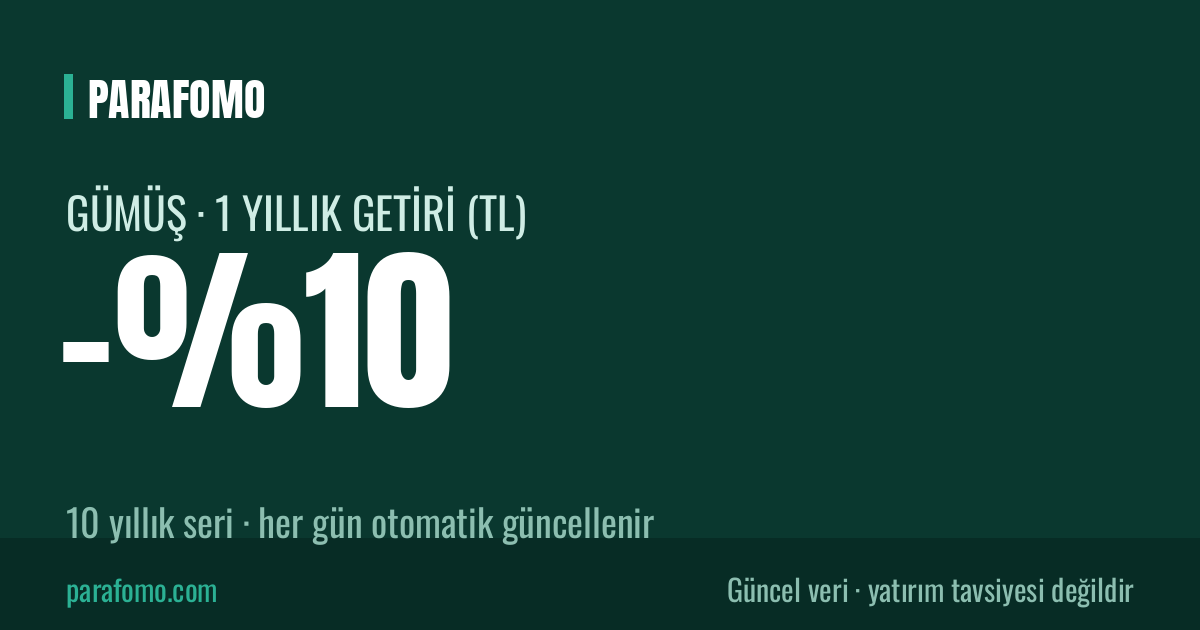 PARAFOMO
GÜMÜŞ · 1 YILLIK GETİRİ (TL)
-%10
10 yıllık seri · her gün otomatik güncellenir
parafomo.com
Güncel veri · yatırım tavsiyesi değildir